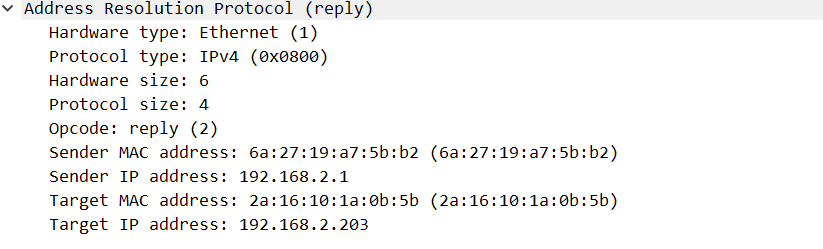 Address Resolution Protocol (reply)
Hardware type: Ethernet (1)
Protocol type: IPv4 (0x0800)
Hardware size: 6
Protocol size: 4
Opcode: reply (2)
Sender MAC address: 6a:27:19:a7:5b:b2 (6a:27:19:a7:5b:b2)
Sender IP address: 192.168.2.1
Target MAC address: 2a:16:10:1a:0b:5b (2a:16:10:1a:0b:5b)
Target IP address: 192.168.2.203